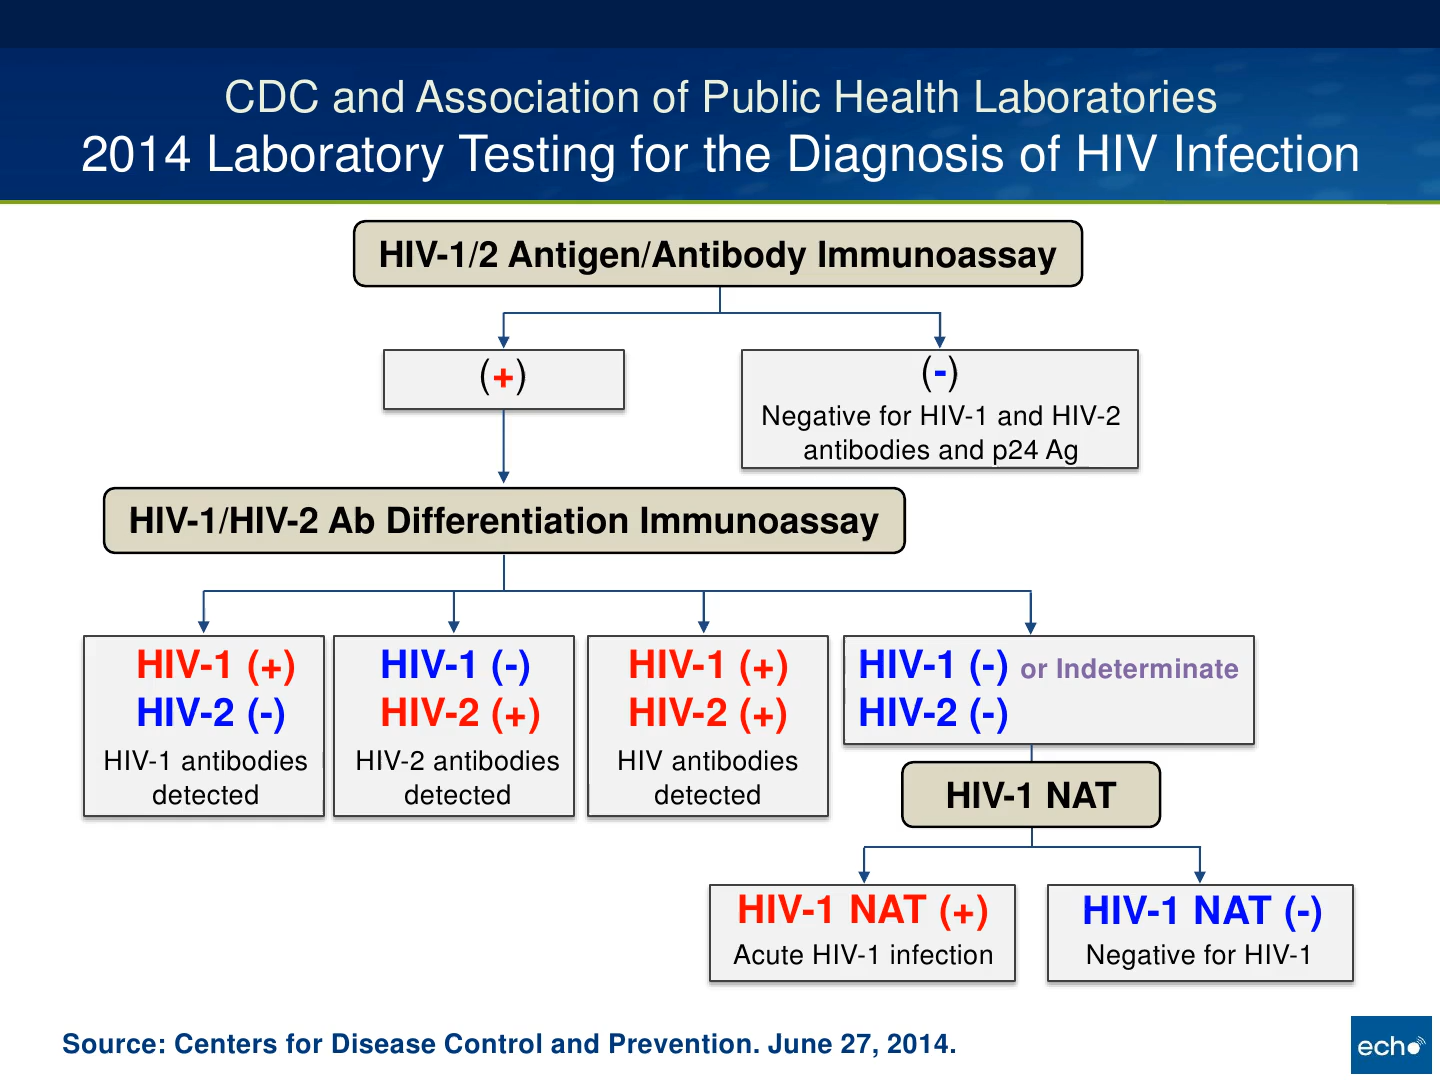 CDC and Association of Public Health Laboratories
2014 Laboratory Testing for the Diagnosis of HIV Infection
HIV-1/2 Antigen/Antibody Immunoassay
(+)
(-)
Negative for HIV-1 and HIV-2
antibodies and p24 Ag
HIV-1/HIV-2 Ab Differentiation Immunoassay
HIV-1 (+)
HIV-2 (-)
HIV-1 antibodies
detected
HIV-1 (-)
HIV-2 (+)
HIV-2 antibodies
detected
HIV-1 (+)
HIV-2 (+)
HIV antibodies
detected
HIV-1 (-) or Indeterminate
HIV-2 (-)
HIV-1 NAT
HIV-1 NAT (+)
Acute HIV-1 infection
HIV-1 NAT (-)
Negative for HIV-1
Source: Centers for Disease Control and Prevention. June 27, 2014.
echo